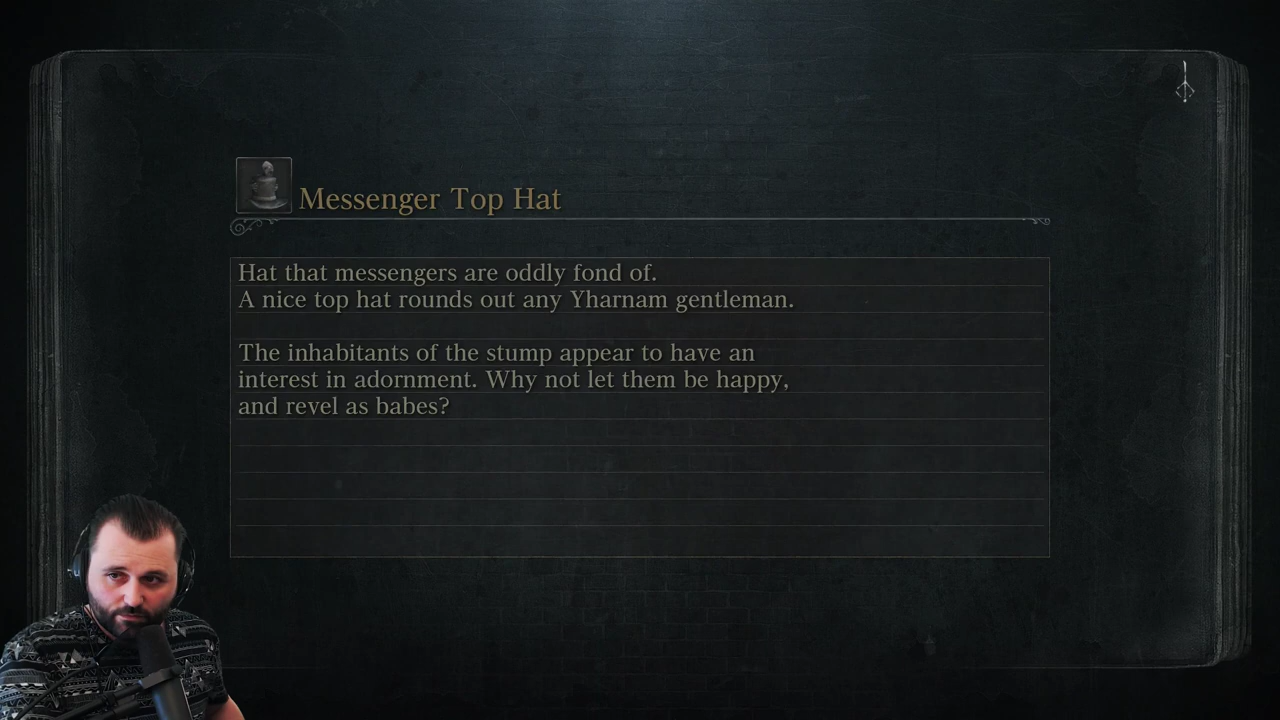 Messenger Top Hat
Hat that messengers are oddly fond of.
A nice top hat rounds out any Yharnam gentleman.
The inhabitants of the stump appear to have an
interest in adornment. Why not let them be happy,
and revel as babes?